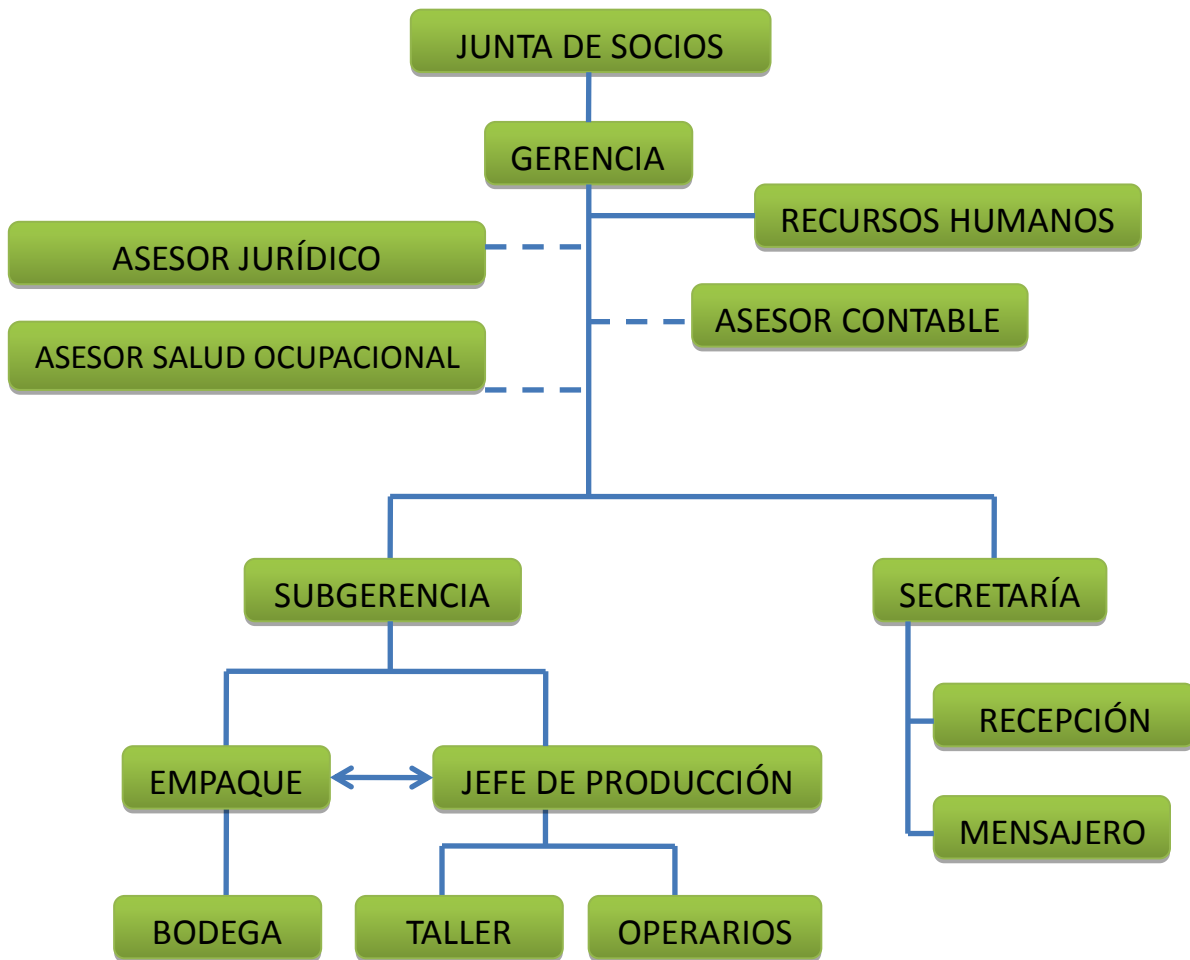 JUNTA DE SOCIOS
GERENCIA
RECURSOS HUMANOS
ASESOR JURÍDICO
ASESOR CONTABLE
ASESOR SALUD OCUPACIONAL
SUBGERENCIA
SECRETARÍA
RECEPCIÓN
EMPAQUE
JEFE DE PRODUCCIÓN
MENSAJERO
BODEGA
TALLER
OPERARIOS